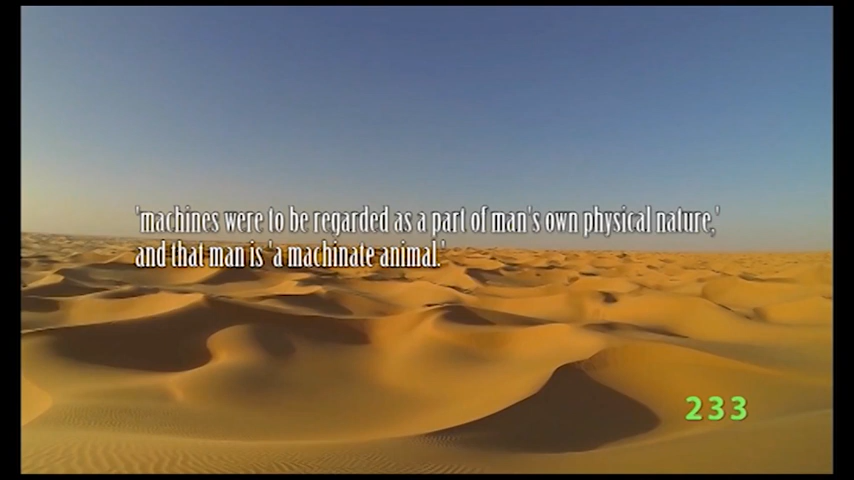 'machines were to be regarded as a part of man's own physical nature,'
and that man is 'a machinate animal.'
233